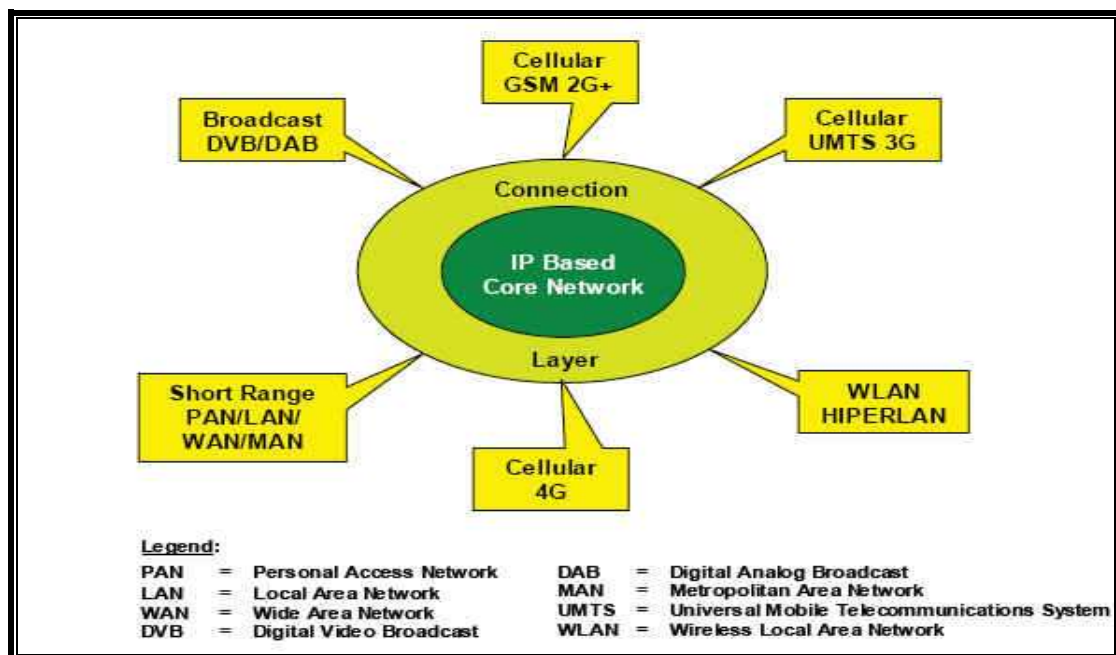 Cellular
GSM 2G+
Broadcast
DVB/DAB
Cellular
UMTS 3G
Connection
IP Based
Core Network
Layer
Short Range
PAN/LAN/
WAN/MAN
WLAN
HIPERLAN
Cellular
4G
Legend:
PAN = Personal Access Network
LAN = Local Area Network
WAN = Wide Area Network
DVB = Digital Video Broadcast
DAB = Digital Analog Broadcast
MAN = Metropolitan Area Network
UMTS = Universal Mobile Telecommunications System
WLAN = Wireless Local Area Network